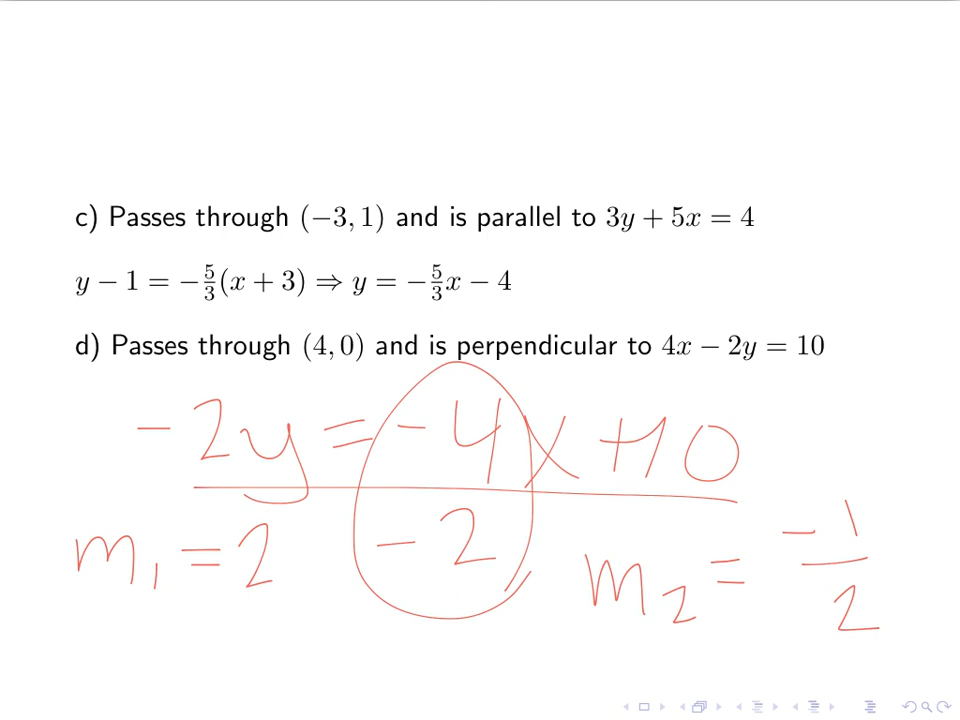 c) Passes through (−3, 1) and is parallel to 3y + 5x = 4
y − 1 = −5/3(x + 3) ⇒ y = −5/3x − 4
d) Passes through (4, 0) and is perpendicular to 4x − 2y = 10
-2y = -4x +10
-2
m₁ = 2
m₂ = -1/2